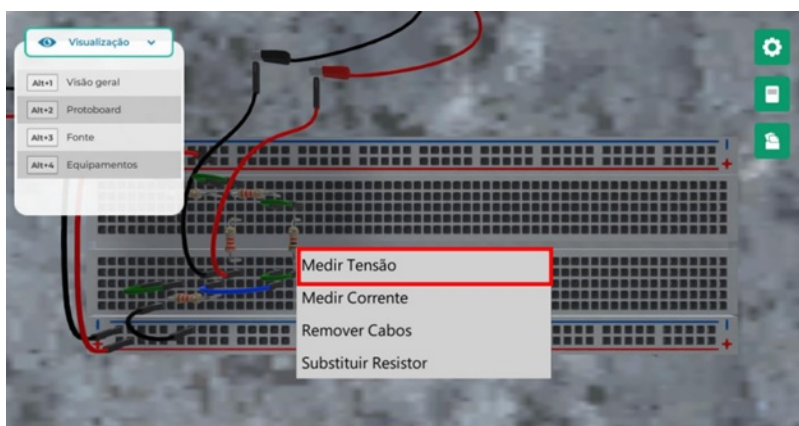 Visualização
Alt+1 Visão geral
Alt+2 Protoboard
Alt+3 Fonte
Alt+4 Equipamentos
Medir Tensão
Medir Corrente
Remover Cabos
Substituir Resistor